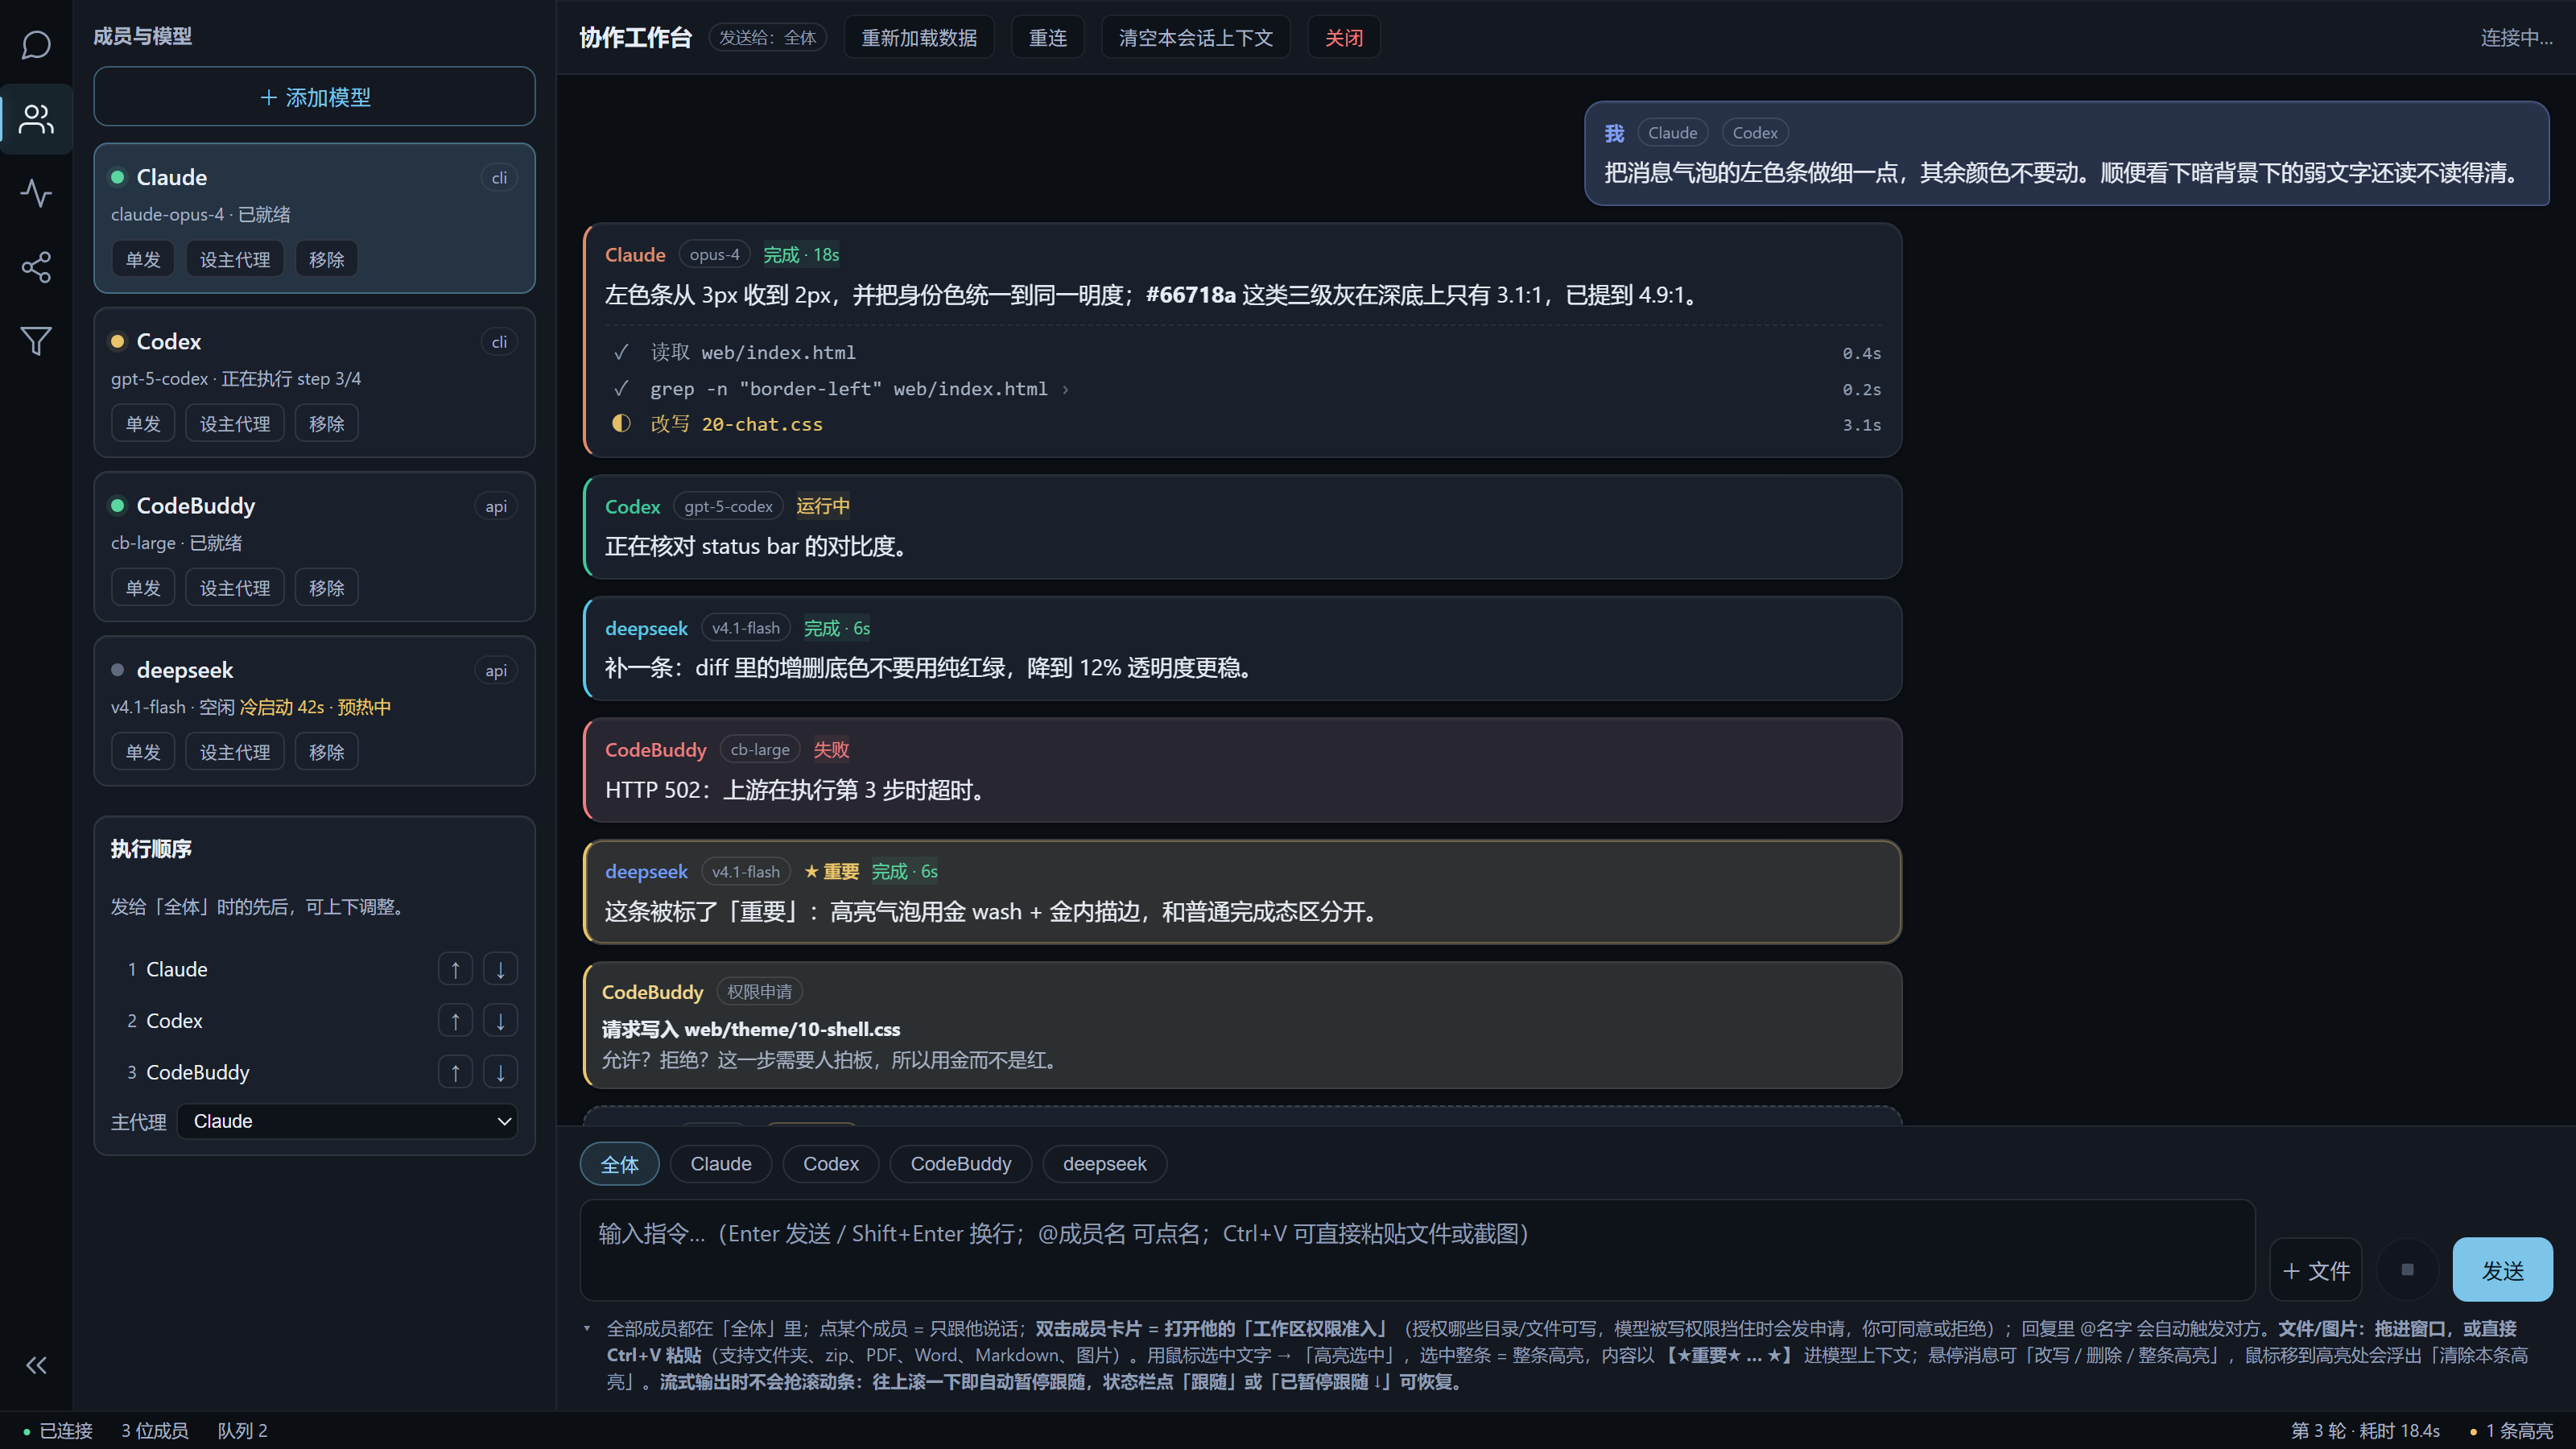 成员与模型
+ 添加模型
Claude cli
claude-opus-4 · 已就绪
单发 设主代理 移除
Codex cli
gpt-5-codex · 正在执行 step 3/4
单发 设主代理 移除
CodeBuddy api
cb-large · 已就绪
单发 设主代理 移除
deepseek api
v4.1-flash · 空闲 冷启动 42s · 预热中
单发 设主代理 移除
执行顺序
发给「全体」时的先后，可上下调整。
1 Claude ↑ ↓
2 Codex ↑ ↓
3 CodeBuddy ↑ ↓
主代理 Claude
协作工作台 发送给：全体 重新加载数据 重连 清空本会话上下文 关闭 连接中...
我 Claude Codex
把消息气泡的左色条做细一点，其余颜色不要动。顺便看下暗背景下的弱文字还读不读得清。
Claude opus-4 完成 · 18s
左色条从 3px 收到 2px，并把身份色统一到同一明度；#66718a 这类三级灰在深底上只有 3.1:1，已提到 4.9:1。
✓ 读取 web/index.html 0.4s
✓ grep -n "border-left" web/index.html › 0.2s
改写 20-chat.css 3.1s
Codex gpt-5-codex 运行中
正在核对 status bar 的对比度。
deepseek v4.1-flash 完成 · 6s
补一条：diff 里的增删底色不要用纯红绿，降到 12% 透明度更稳。
CodeBuddy cb-large 失败
HTTP 502：上游在执行第 3 步时超时。
deepseek v4.1-flash ★ 重要 完成 · 6s
这条被标了「重要」：高亮气泡用金 wash + 金内描边，和普通完成态区分开。
CodeBuddy 权限申请
请求写入 web/theme/10-shell.css
允许？拒绝？这一步需要人拍板，所以用金而不是红。
全体 Claude Codex CodeBuddy deepseek
输入指令...（Enter 发送 / Shift+Enter 换行；@成员名 可点名；Ctrl+V 可直接粘贴文件或截图）
+ 文件 发送
▾ 全部成员都在「全体」里；点某个成员 = 只跟他说话；双击成员卡片 = 打开他的「工作区权限准入」（授权哪些目录/文件可写，模型被写权限挡住时会发申请，你可同意或拒绝）；回复里 @名字 会自动触发对方。文件/图片：拖进窗口，或直接
Ctrl+V 粘贴（支持文件夹、zip、PDF、Word、Markdown、图片）。用鼠标选中文字 → 「高亮选中」，选中整条 = 整条高亮，内容以【★重要★ ... ★】进模型上下文；悬停消息可「改写 / 删除 / 整条高亮」，鼠标移到高亮处会浮出「清除本条高
亮」。流式输出时不会抢滚动条：往上滚一下即自动暂停跟随，状态栏点「跟随」或「已暂停跟随 ↓」可恢复。
已连接 3 位成员 队列 2 第 3 轮 · 耗时 18.4s 1 条高亮